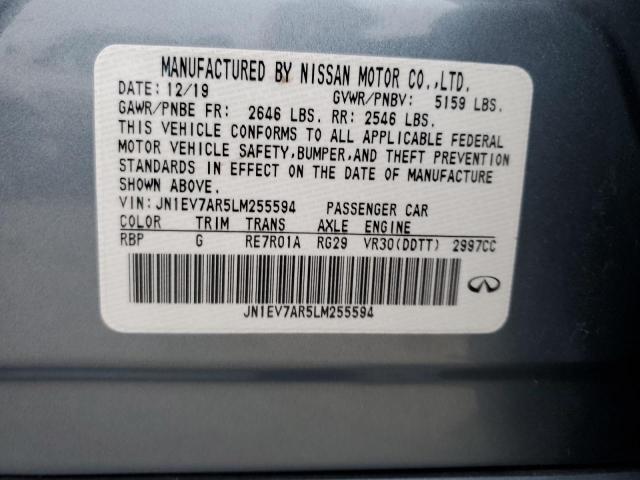 MANUFACTURED BY NISSAN MOTOR CO.,LTD.
DATE: 12/19 GVWR/PNBV: 5159 LBS.
GAWR/PNBE FR: 2646 LBS. RR: 2546 LBS.
THIS VEHICLE CONFORMS TO ALL APPLICABLE FEDERAL
MOTOR VEHICLE SAFETY,BUMPER,AND THEFT PREVENTION
STANDARDS IN EFFECT ON THE DATE OF MANUFACTURE
SHOWN ABOVE.
VIN: JN1EV7AR5LM255594 PASSENGER CAR
COLOR TRIM TRANS AXLE ENGINE
RBP G RE7R01A RG29 VR30(DDTT) 2997CC
JN1EV7AR5LM255594